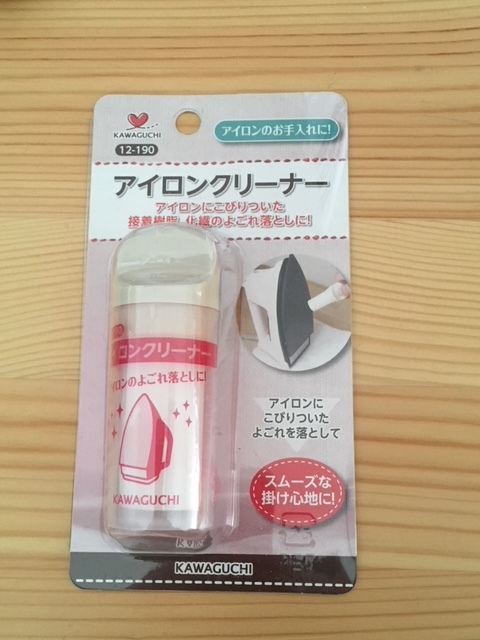 KAWAGUCHI
12-190
アイロンのお手入れに!
アイロンクリーナー
アイロンにこびりついた
接着樹脂、化繊のよごれ落としに!
ロンクリーナー
イロンのよごれ落としに!
KAWAGUCHI
アイロンに
こびりついた
よごれを落として
スムーズな
掛け心地に!
KAWAGUCHI